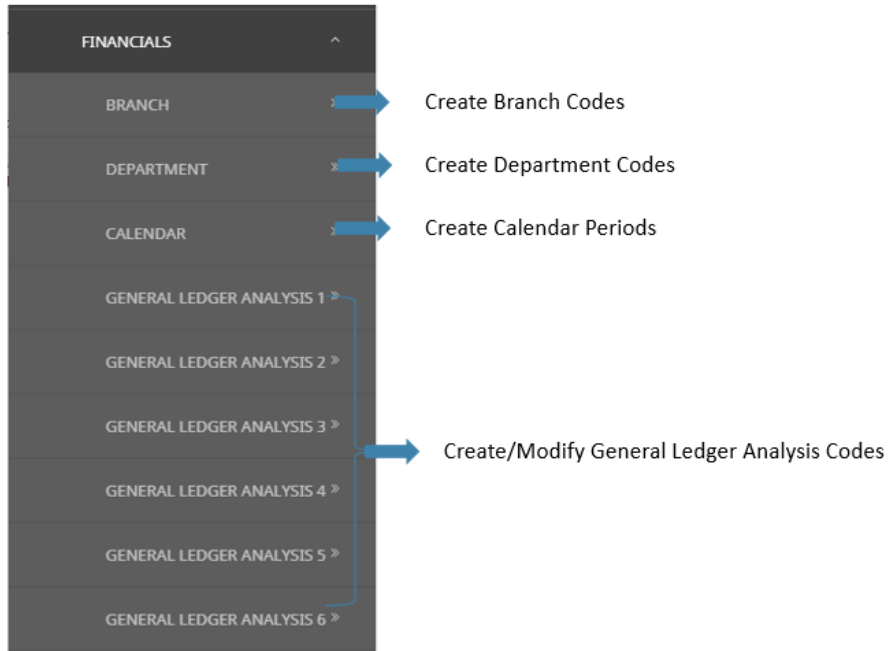 FINANCIALS
BRANCH
Create Branch Codes
DEPARTMENT
Create Department Codes
CALENDAR
Create Calendar Periods
GENERAL LEDGER ANALYSIS 1
GENERAL LEDGER ANALYSIS 2
GENERAL LEDGER ANALYSIS 3
Create/Modify General Ledger Analysis Codes
GENERAL LEDGER ANALYSIS 4
GENERAL LEDGER ANALYSIS 5
GENERAL LEDGER ANALYSIS 6